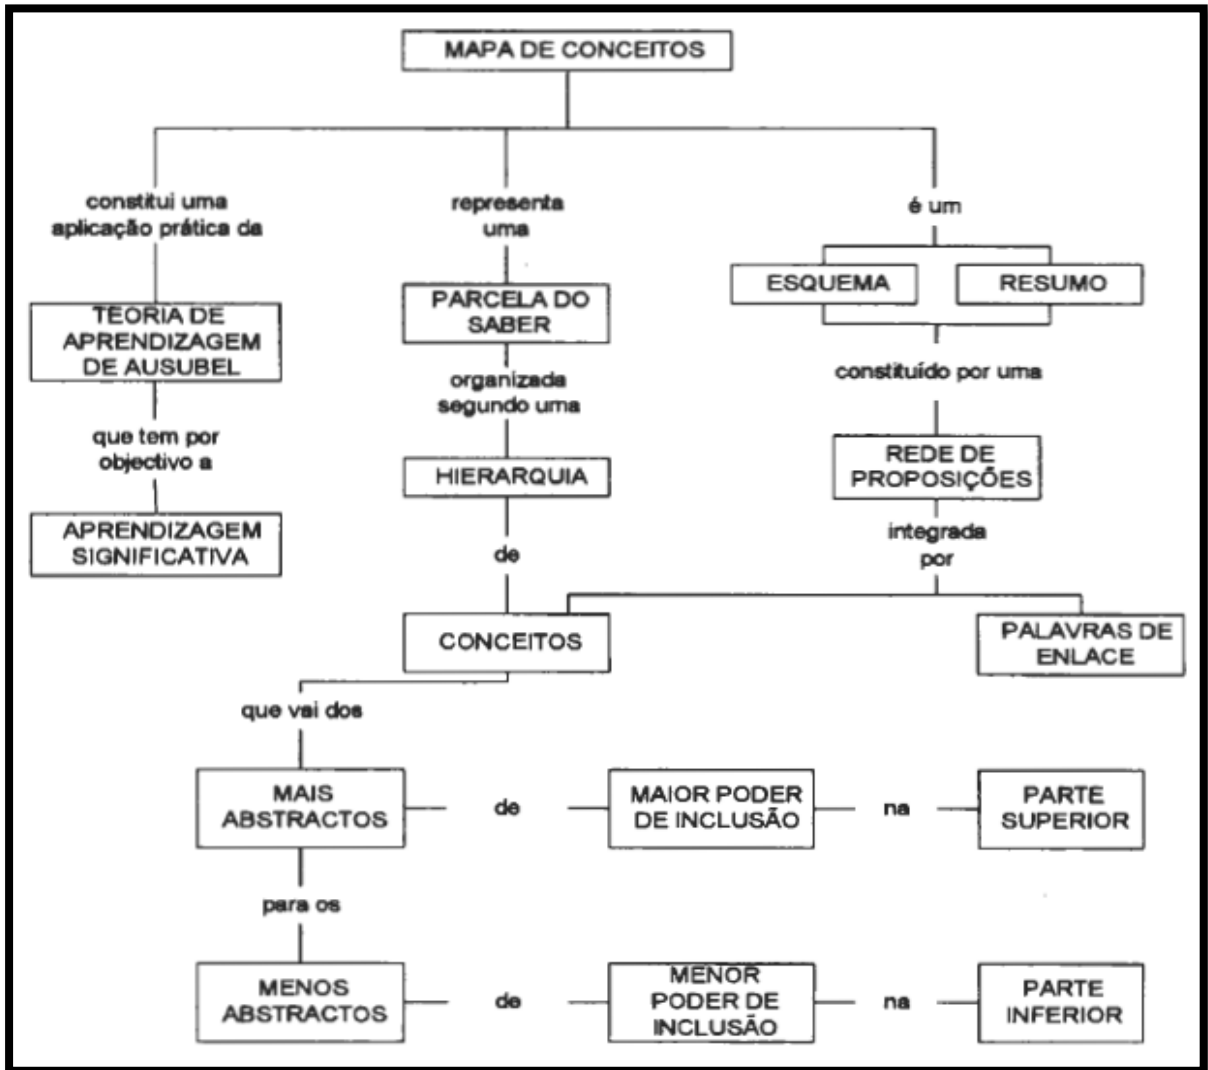 MAPA DE CONCEITOS
constitui uma
aplicação prática da
TEORIA DE
APRENDIZAGEM
DE AUSUBEL
que tem por
objectivo a
APRENDIZAGEM
SIGNIFICATIVA
representa
uma
PARCELA DO
SABER
organizada
segundo uma
HIERARQUIA
de
CONCEITOS
é um
ESQUEMA
RESUMO
constituído por uma
REDE DE
PROPOSIÇÕES
integrada
por
PALAVRAS DE
ENLACE
que vai dos
MAIS
ABSTRACTOS
de
MAIOR PODER
DE INCLUSÃO
na
PARTE
SUPERIOR
para os
MENOS
ABSTRACTOS
de
MENOR
PODER DE
INCLUSÃO
na
PARTE
INFERIOR